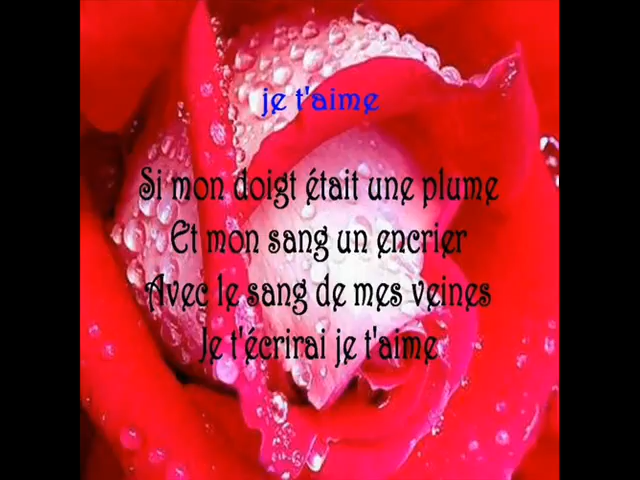 je t'aime
Si mon doigt était une plume
Et mon sang un encrier
Avec le sang de mes veines
Je t'écrirai je t'aime